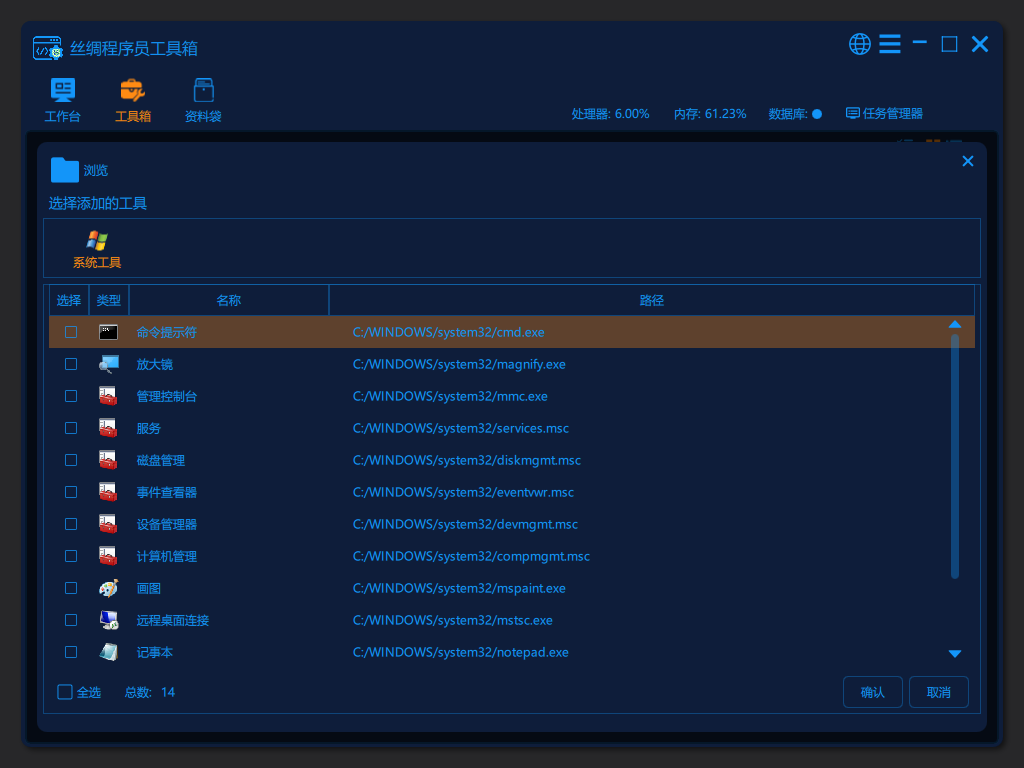 丝绸程序员工具箱
工作台 工具箱 资料袋
处理器: 6.00% 内存: 61.23% 数据库: 任务管理器
浏览
选择添加的工具
系统工具
选择 类型 名称 路径
命令提示符 C:/WINDOWS/system32/cmd.exe
放大镜 C:/WINDOWS/system32/magnify.exe
管理控制台 C:/WINDOWS/system32/mmc.exe
服务 C:/WINDOWS/system32/services.msc
磁盘管理 C:/WINDOWS/system32/diskmgmt.msc
事件查看器 C:/WINDOWS/system32/eventvwr.msc
设备管理器 C:/WINDOWS/system32/devmgmt.msc
计算机管理 C:/WINDOWS/system32/compmgmt.msc
画图 C:/WINDOWS/system32/mspaint.exe
远程桌面连接 C:/WINDOWS/system32/mstsc.exe
记事本 C:/WINDOWS/system32/notepad.exe
全选 总数: 14 确认 取消